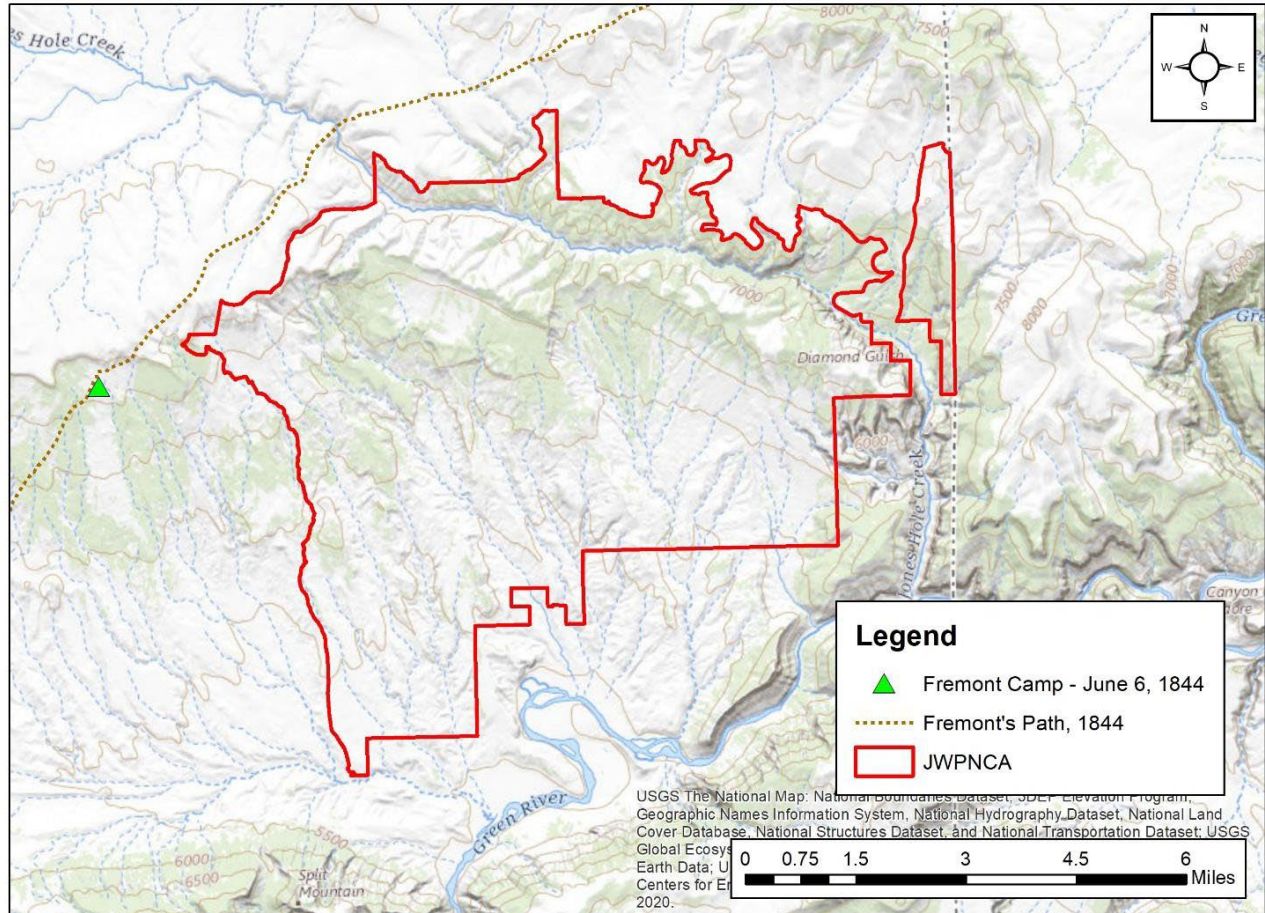 es Hole Creek
8000
7500
N
W E
S
7000
7500
8000
7000
7000
Gre
Diamond Gulch
6000
Jones Hole Creek
Canyon
dore
Legend
Fremont Camp - June 6, 1844
Fremont's Path, 1844
JWPNCA
Green River
5500
6000
6500
Split
Mountain
USGS The National Map: National Boundaries Dataset, 3DEP Elevation Program,
Geographic Names Information System, National Hydrography Dataset, National Land
Cover Database, National Structures Dataset, and National Transportation Dataset; USGS
Global Ecosys
Earth Data; U
Centers for En
2020.
0 0.75 1.5 3 4.5 6
Miles